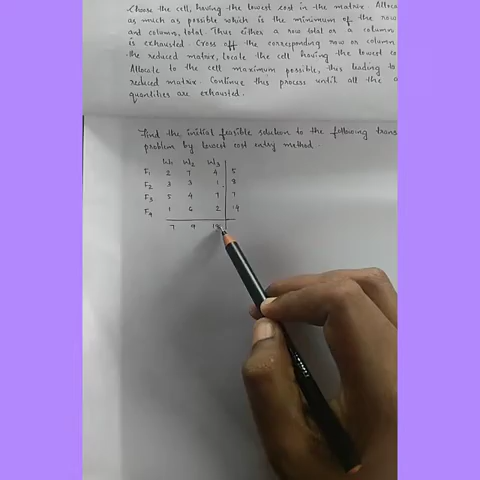 Choose the cell, having the lowest cost in the matrix. Alloca
as much as possible which is the minimum of the row
and column, total. Thus either a row total or a column
is exhausted. Cross off the corresponding row or column
the reduced matrix, locate the cell having the lowest co
Allocate to the cell maximum possible, thus leading to
reduced matrix. Continue this process until all the a
quantities are exhausted.
Find the initial feasible solution to the following trans
problem by lowest cost entry method.
W1 W2 W3
F1 2 7 4 5
F2 3 3 1 8
F3 5 4 7 7
F4 1 6 2 14
7 9 18